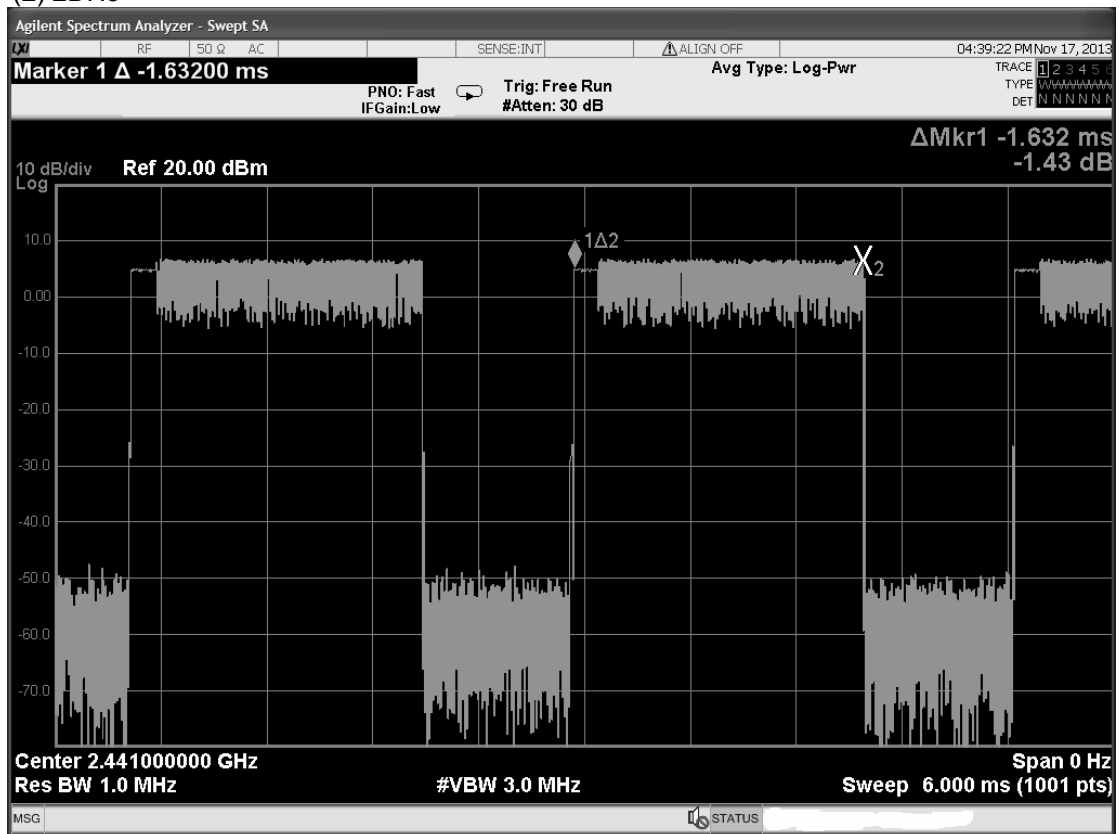 Agilent Spectrum Analyzer - Swept SA
LXI RF 50 Ω AC SENSE:INT ⚠ALIGN OFF 04:39:22 PM Nov 17, 2013
Marker 1 Δ -1.63200 ms Avg Type: Log-Pwr TRACE 1 2 3 4 5 6
PNO: Fast Trig: Free Run TYPE
IFGain:Low #Atten: 30 dB DET N N N N N N
ΔMkr1 -1.632 ms
-1.43 dB
10 dB/div Ref 20.00 dBm
Log
10.0
1Δ2
X2
0.00
-10.0
-20.0
-30.0
-40.0
-50.0
-60.0
-70.0
Center 2.441000000 GHz Span 0 Hz
Res BW 1.0 MHz #VBW 3.0 MHz Sweep 6.000 ms (1001 pts)
MSG STATUS